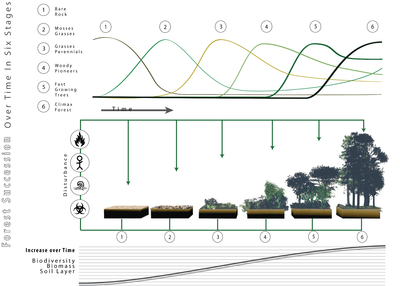 Forest Succession Over Time In Six Stages
1 Bare
Rock
2 Mosses
Grasses
3 Grasses
Perennials
4 Woody
Pioneers
5 Fast
Growing
Trees
6 Climax
Forest
1 2 3 4 5 6
Time
Disturbance
1 2 3 4 5 6
Increase over Time
Biodiversity
Biomass
Soil Layer